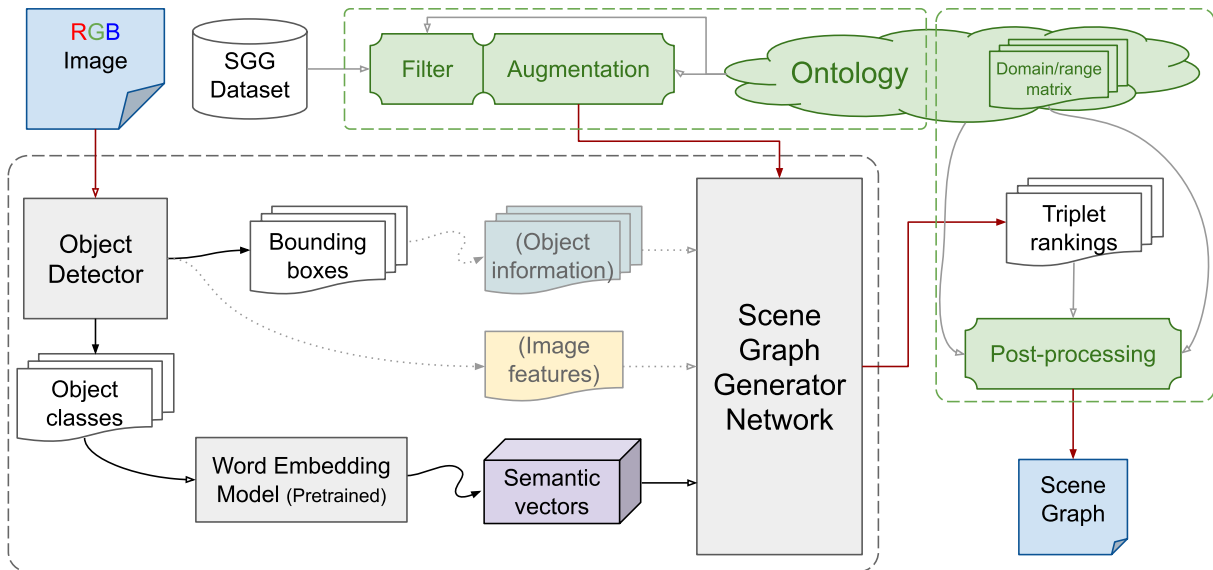 RGB
Image
SGG
Dataset
Filter
Augmentation
Ontology
Domain/range
matrix
Object
Detector
Bounding
boxes
(Object
information)
(Image
features)
Object
classes
Word Embedding
Model (Pretrained)
Semantic
vectors
Scene
Graph
Generator
Network
Triplet
rankings
Post-processing
Scene
Graph